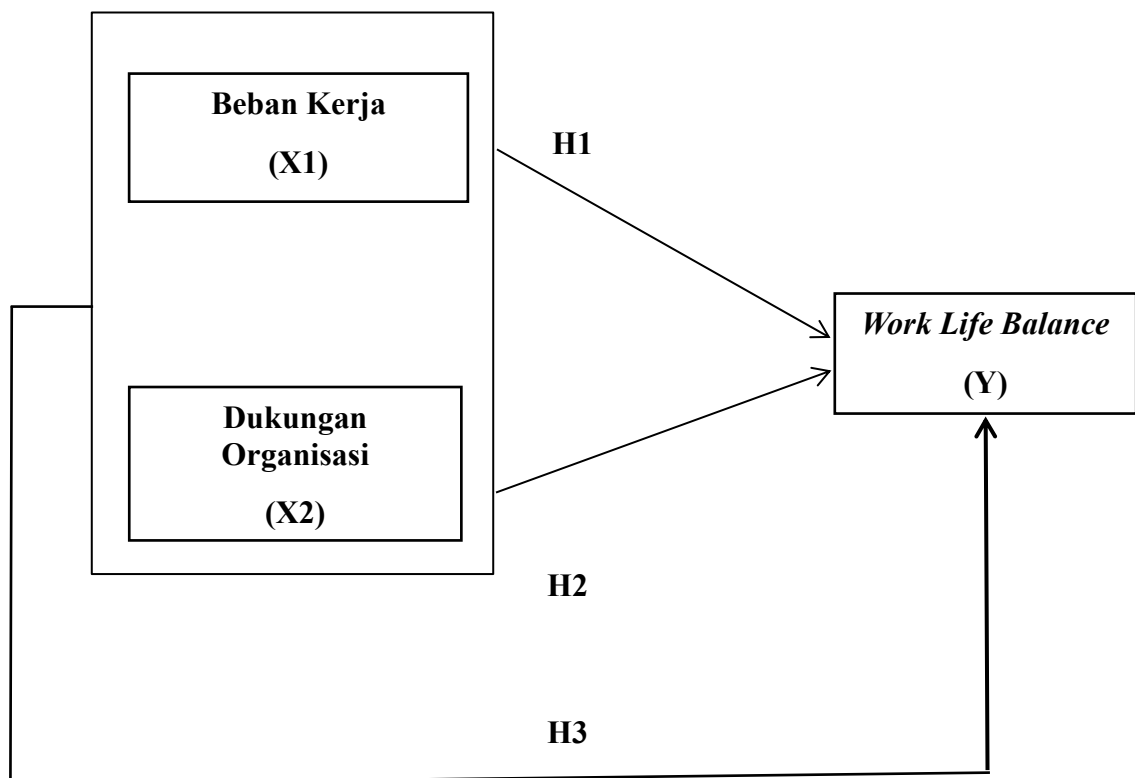 Beban Kerja
(X1)
H1
Work Life Balance
(Y)
Dukungan
Organisasi
(X2)
H2
H3